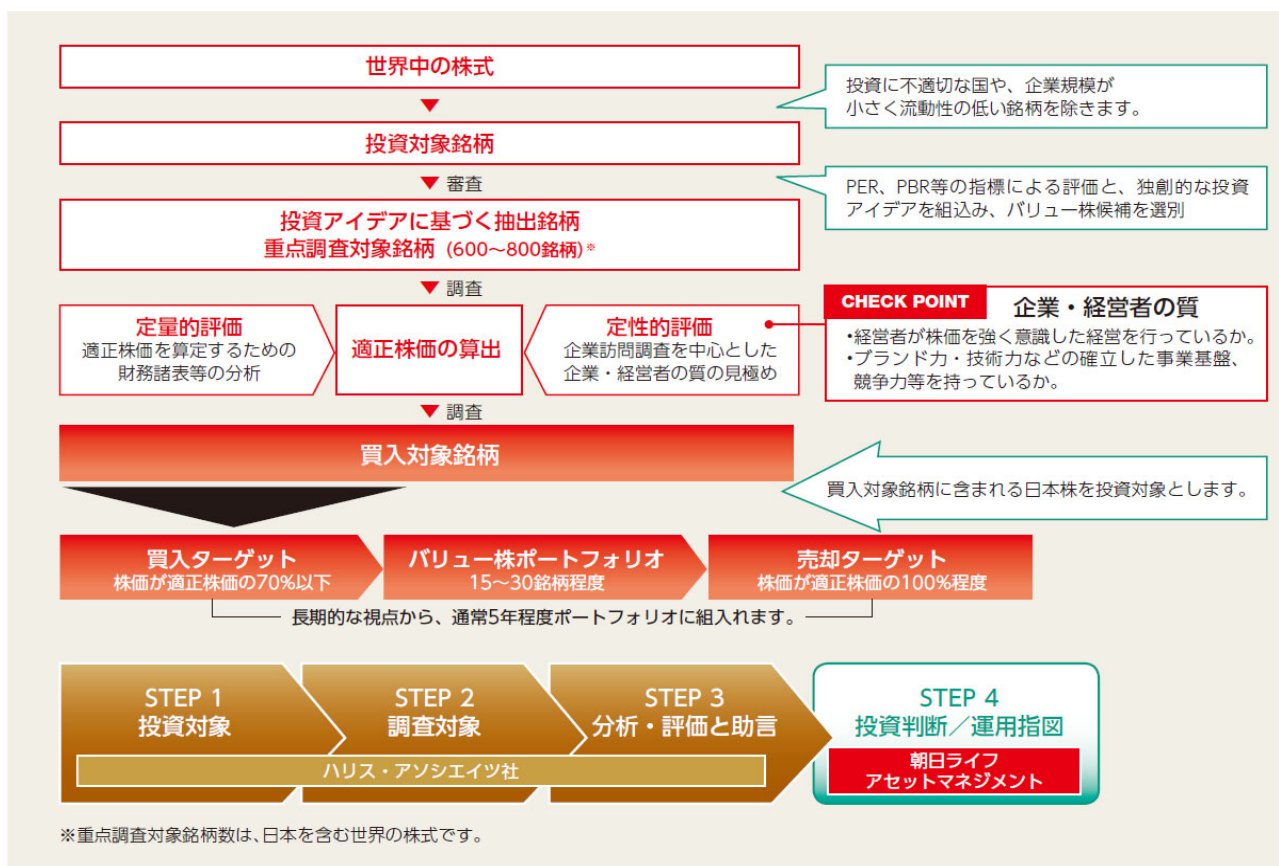 世界中の株式
▼
投資に不適切な国や、企業規模が
小さく流動性の低い銘柄を除きます。
投資対象銘柄
▼ 審査
PER、PBR等の指標による評価と、独創的な投資
アイデアを組込み、バリュー株候補を選別
投資アイデアに基づく抽出銘柄
重点調査対象銘柄 (600～800銘柄)※
▼ 調査
定量的評価
適正株価を算定するための
財務諸表等の分析
適正株価の算出
定性的評価
企業訪問調査を中心とした
企業・経営者の質の見極め
CHECK POINT 企業・経営者の質
・経営者が株価を強く意識した経営を行っているか。
・ブランド力・技術力などの確立した事業基盤、
競争力等を持っているか。
▼ 調査
買入対象銘柄
買入対象銘柄に含まれる日本株を投資対象とします。
買入ターゲット
株価が適正株価の70%以下
バリュー株ポートフォリオ
15～30銘柄程度
売却ターゲット
株価が適正株価の100%程度
長期的な視点から、通常5年程度ポートフォリオに組入れます。
STEP 1
投資対象
STEP 2
調査対象
STEP 3
分析・評価と助言
ハリス・アソシエイツ社
STEP 4
投資判断／運用指図
朝日ライフ
アセットマネジメント
※重点調査対象銘柄数は、日本を含む世界の株式です。